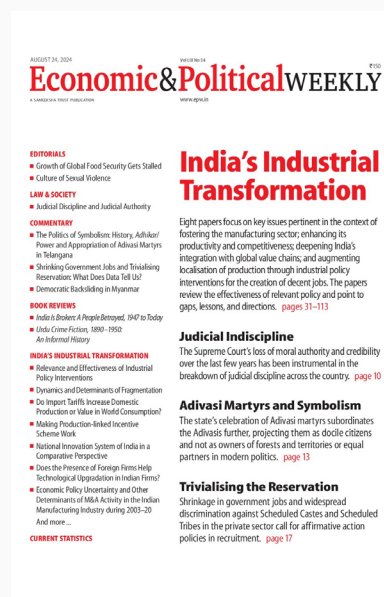 AUGUST 24, 2024
Vol LIX No 34
₹150
Economic&PoliticalWEEKLY
A SAMEEKSHA TRUST PUBLICATION
www.epw.in
EDITORIALS
■ Growth of Global Food Security Gets Stalled
■ Culture of Sexual Violence
LAW & SOCIETY
■ Judicial Discipline and Judicial Authority
COMMENTARY
■ The Politics of Symbolism: History, Adhikar/
Power and Appropriation of Adivasi Martyrs
in Telangana
■ Shrinking Government Jobs and Trivialising
Reservation: What Does Data Tell Us?
■ Democratic Backsliding in Myanmar
BOOK REVIEWS
■ India Is Broken: A People Betrayed, 1947 to Today
■ Urdu Crime Fiction, 1890–1950:
An Informal History
INDIA'S INDUSTRIAL TRANSFORMATION
■ Relevance and Effectiveness of Industrial
Policy Interventions
■ Dynamics and Determinants of Fragmentation
■ Do Import Tariffs Increase Domestic
Production or Value in World Consumption?
■ Making Production-linked Incentive
Scheme Work
■ National Innovation System of India in a
Comparative Perspective
■ Does the Presence of Foreign Firms Help
Technological Upgradation in Indian Firms?
■ Economic Policy Uncertainty and Other
Determinants of M&A Activity in the Indian
Manufacturing Industry during 2003–20
And more ...
CURRENT STATISTICS
India's Industrial
Transformation
Eight papers focus on key issues pertinent in the context of
fostering the manufacturing sector; enhancing its
productivity and competitiveness; deepening India's
integration with global value chains; and augmenting
localisation of production through industrial policy
interventions for the creation of decent jobs. The papers
review the effectiveness of relevant policy and point to
gaps, lessons, and directions. pages 31–113
Judicial Indiscipline
The Supreme Court's loss of moral authority and credibility
over the last few years has been instrumental in the
breakdown of judicial discipline across the country. page 10
Adivasi Martyrs and Symbolism
The state's celebration of Adivasi martyrs subordinates
the Adivasis further, projecting them as docile citizens
and not as owners of forests and territories or equal
partners in modern politics. page 13
Trivialising the Reservation
Shrinkage in government jobs and widespread
discrimination against Scheduled Castes and Scheduled
Tribes in the private sector call for affirmative action
policies in recruitment. page 17